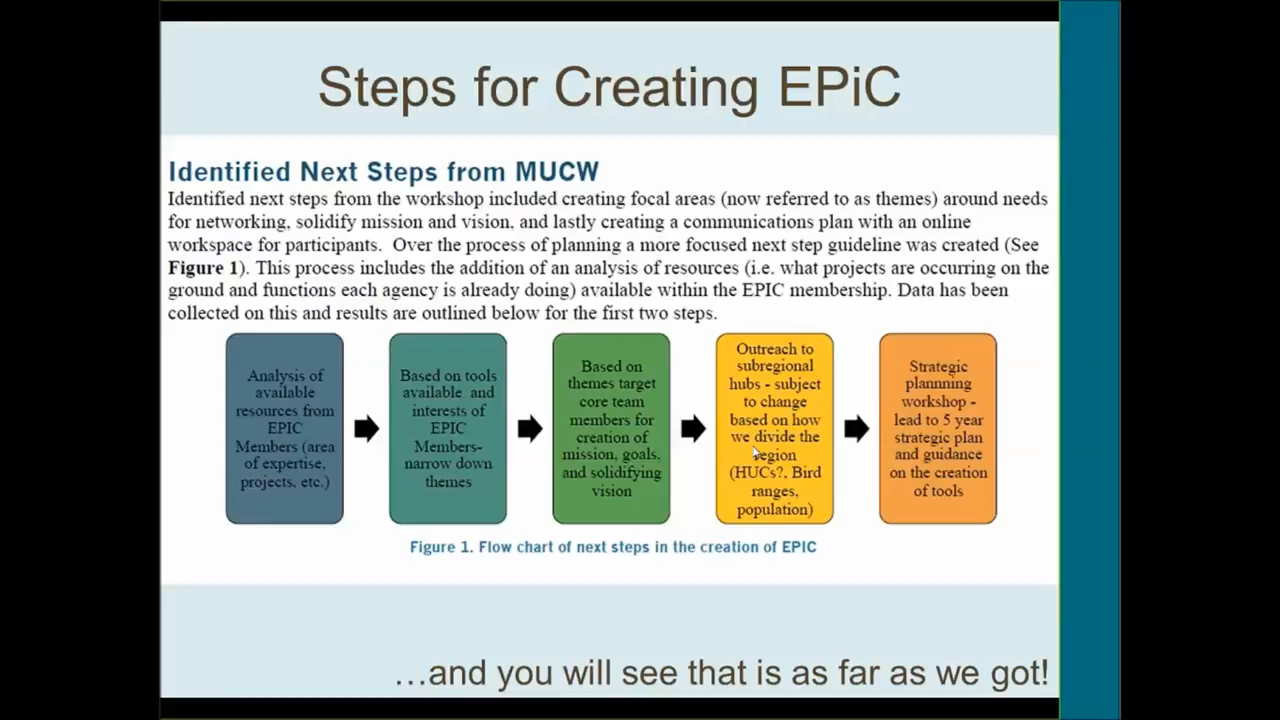 Steps for Creating EPiC
Identified Next Steps from MUCW
Identified next steps from the workshop included creating focal areas (now referred to as themes) around needs
for networking, solidify mission and vision, and lastly creating a communications plan with an online
workspace for participants. Over the process of planning a more focused next step guideline was created (See
Figure 1). This process includes the addition of an analysis of resources (i.e. what projects are occurring on the
ground and functions each agency is already doing) available within the EPIC membership. Data has been
collected on this and results are outlined below for the first two steps.
Analysis of
available
resources from
EPIC
Members (area
of expertise,
projects, etc.)
Based on tools
available and
interests of
EPIC
Members-
narrow down
themes
Based on
themes target
core team
members for
creation of
mission, goals,
and solidifying
vision
Outreach to
subregional
hubs - subject
to change
based on how
we divide the
region
(HUCs?, Bird
ranges,
population)
Strategic
plannning
workshop -
lead to 5 year
strategic plan
and guidance
on the creation
of tools
Figure 1. Flow chart of next steps in the creation of EPIC
…and you will see that is as far as we got!